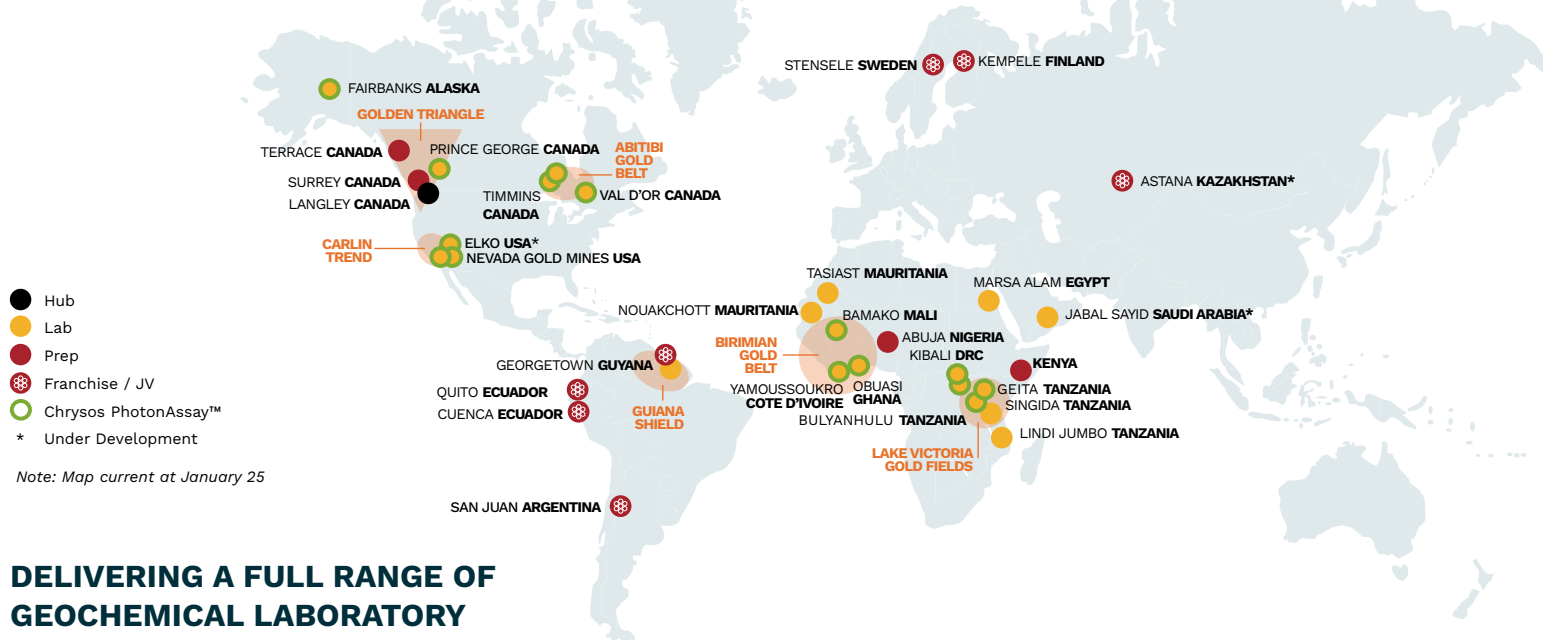 STENSELE SWEDEN
KEMPELE FINLAND
FAIRBANKS ALASKA
GOLDEN TRIANGLE
TERRACE CANADA
PRINCE GEORGE CANADA
ABITIBI
GOLD
BELT
SURREY CANADA
LANGLEY CANADA
TIMMINS
CANADA
VAL D'OR CANADA
ASTANA KAZAKHSTAN*
CARLIN
TREND
ELKO USA*
NEVADA GOLD MINES USA
TASIAST MAURITANIA
MARSA ALAM EGYPT
NOUAKCHOTT MAURITANIA
BAMAKO MALI
JABAL SAYID SAUDI ARABIA*
BIRIMIAN
GOLD
BELT
ABUJA NIGERIA
KIBALI DRC
KENYA
GEORGETOWN GUYANA
QUITO ECUADOR
CUENCA ECUADOR
GUIANA
SHIELD
YAMOUSSOUKRO
COTE D'IVOIRE
OBUASI
GHANA
GEITA TANZANIA
SINGIDA TANZANIA
BULYANHULU TANZANIA
LINDI JUMBO TANZANIA
LAKE VICTORIA
GOLD FIELDS
SAN JUAN ARGENTINA
Hub
Lab
Prep
Franchise / JV
Chrysos PhotonAssay™
* Under Development
Note: Map current at January 25
DELIVERING A FULL RANGE OF
GEOCHEMICAL LABORATORY